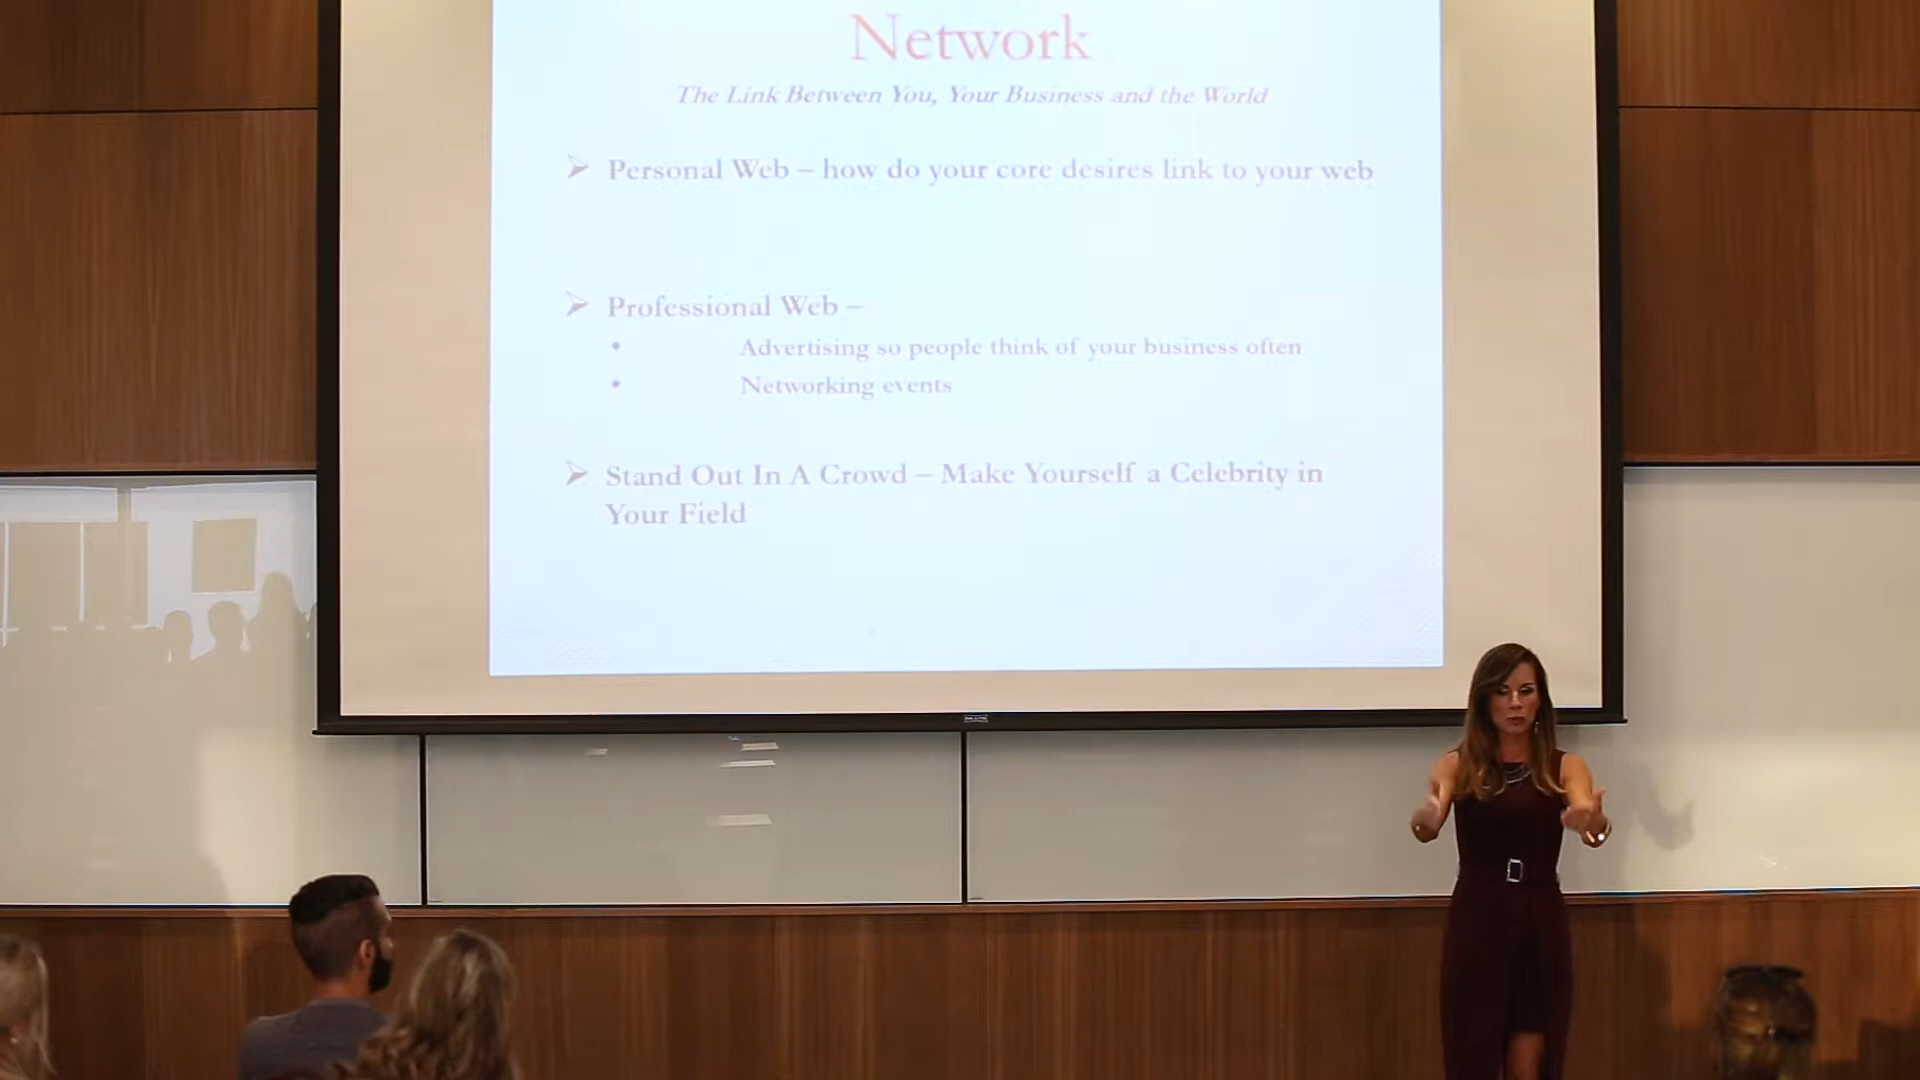 Network
The Link Between You, Your Business and the World
➢ Personal Web – how do your core desires link to your web
➢ Professional Web –
• Advertising so people think of your business often
• Networking events
➢ Stand Out In A Crowd – Make Yourself a Celebrity in
Your Field